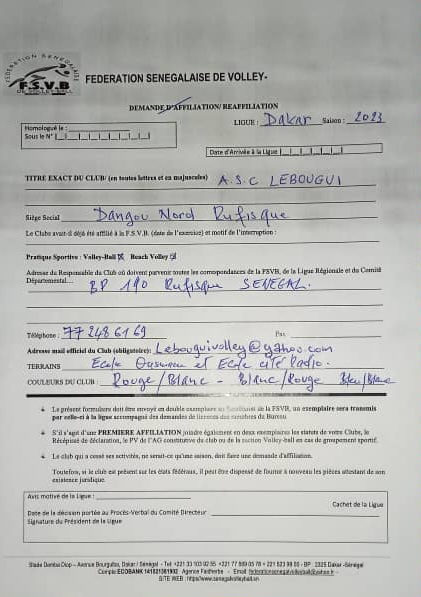 FEDERATION SENEGALAISE
F.S.V.B
DE VOLLEY-BALL
FEDERATION SENEGALAISE DE VOLLEY-
DEMANDE D'AFFILIATION/ REAFFILIATION
LIGUE : Dakar Saison : 2023
Homologué le :
Sous le N°
Date d'Arrivée à la Ligue
TITRE EXACT DU CLUB/ (en toutes lettres et en majuscules) A.S.C LEBOUGUI
Siège Social Dangou Nord Rufisque
Le Clubs avait-il déjà été affilié à la F.S.V.B. (date de l'exercice) et motif de l'interruption :
Pratique Sportive : Volley-Ball Beach Volley
Adresse du Responsable du Club où doivent parvenir toutes les correspondances de la FSVB, de la Ligue Régionale et du Comité
Départemental.... BP 190 Rufisque SENEGAL.
Téléphone : 77 248 61 69 Fax
Adresse mail officiel du Club (obligatoire): Lebouguivolley@yahoo.com
TERRAINS Ecole Ousmane et Ecole cité Radio.
COULEURS DU CLUB : Rouge/Blanc - Blanc/Rouge Bleu/Blanc
Le présent formulaire doit être envoyé en double exemplaire au de la FSVB, un exemplaire sera transmis
par celle-ci à la ligue accompagné des demandes de licences des membres du Bureau.
S'il s'agit d'une PREMIERE AFFILIATION joindre également en deux exemplaires les statuts de votre Clubs, le
Récépissé de déclaration, le PV de l'AG constitutive de club ou de la section Volley-ball en cas de groupement sportif.
Le club qui a cessé ses activités, ne serait-ce qu'une saison, doit faire une demande d'affiliation.
Toutefois, si le club est présent sur les états fédéraux, il peut être dispensé de fournir à nouveau les pièces attestant de son
existence juridique.
Avis motivé de la Ligue :
Cachet de la Ligue
Date de la décision portée au Procès-Verbal du Comité Directeur :
Signature du Président de la Ligue
Stade Demba Diop – Avenue Bourguiba, Dakar / Sénégal - Tel +221 33 103 92 55 +221 77 569 05 78 + 221 523 98 50 - BP : 2325 Dakar -Sénégal
Compte ECOBANK 141021361902 Agence Faidherbe - Email :federationsenegalvolleyball@yahoo.fr -
SITE WEB : https//www.senegalvolleyball.sn